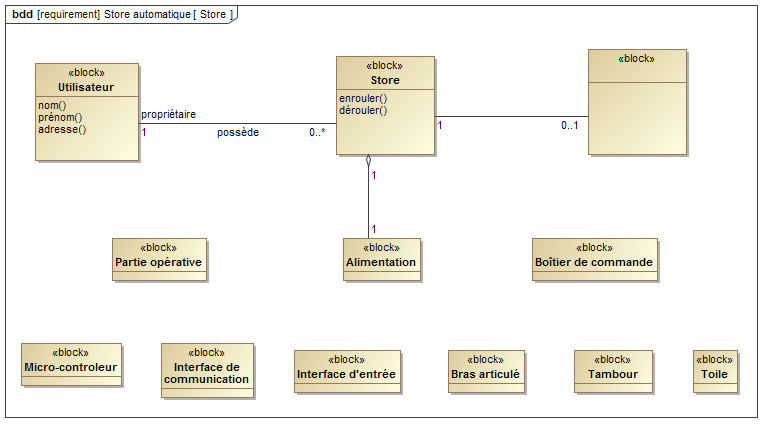 bdd [requirement] Store automatique [ Store ]
«block»
Utilisateur
nom()
prénom()
adresse()
propriétaire
1
possède
0..*
«block»
Store
enrouler()
dérouler()
1
0..1
«block»
1
1
«block»
Partie opérative
«block»
Alimentation
«block»
Boîtier de commande
«block»
Micro-controleur
«block»
Interface de
communication
«block»
Interface d'entrée
«block»
Bras articulé
«block»
Tambour
«block»
Toile